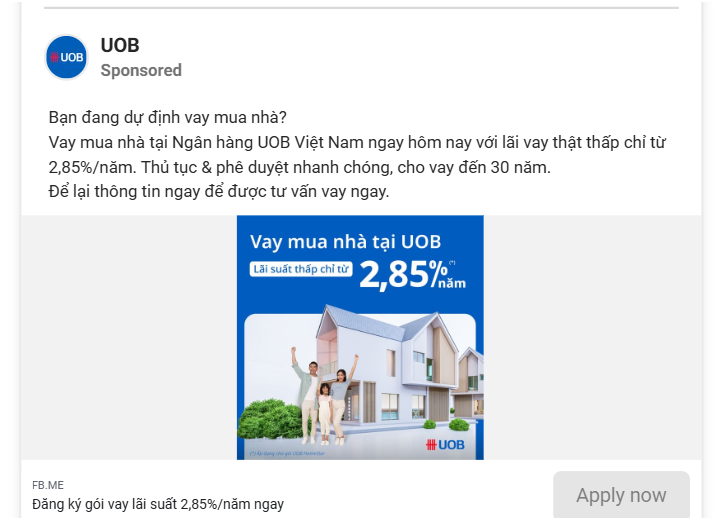 UOB
UOB
Sponsored
Bạn đang dự định vay mua nhà?
Vay mua nhà tại Ngân hàng UOB Việt Nam ngay hôm nay với lãi vay thật thấp chỉ từ
2,85%/năm. Thủ tục & phê duyệt nhanh chóng, cho vay đến 30 năm.
Để lại thông tin ngay để được tư vấn vay ngay.
Vay mua nhà tại UOB
Lãi suất thấp chỉ từ 2,85%(*) năm
UOB
FB.ME
Đăng ký gói vay lãi suất 2,85%/năm ngay
Apply now